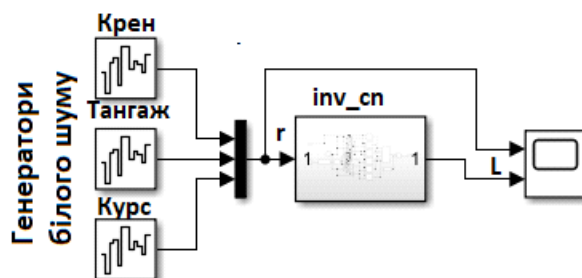 Генератори
білого шуму
Крен
Тангаж
Курс
r
inv_cn
1
1
L